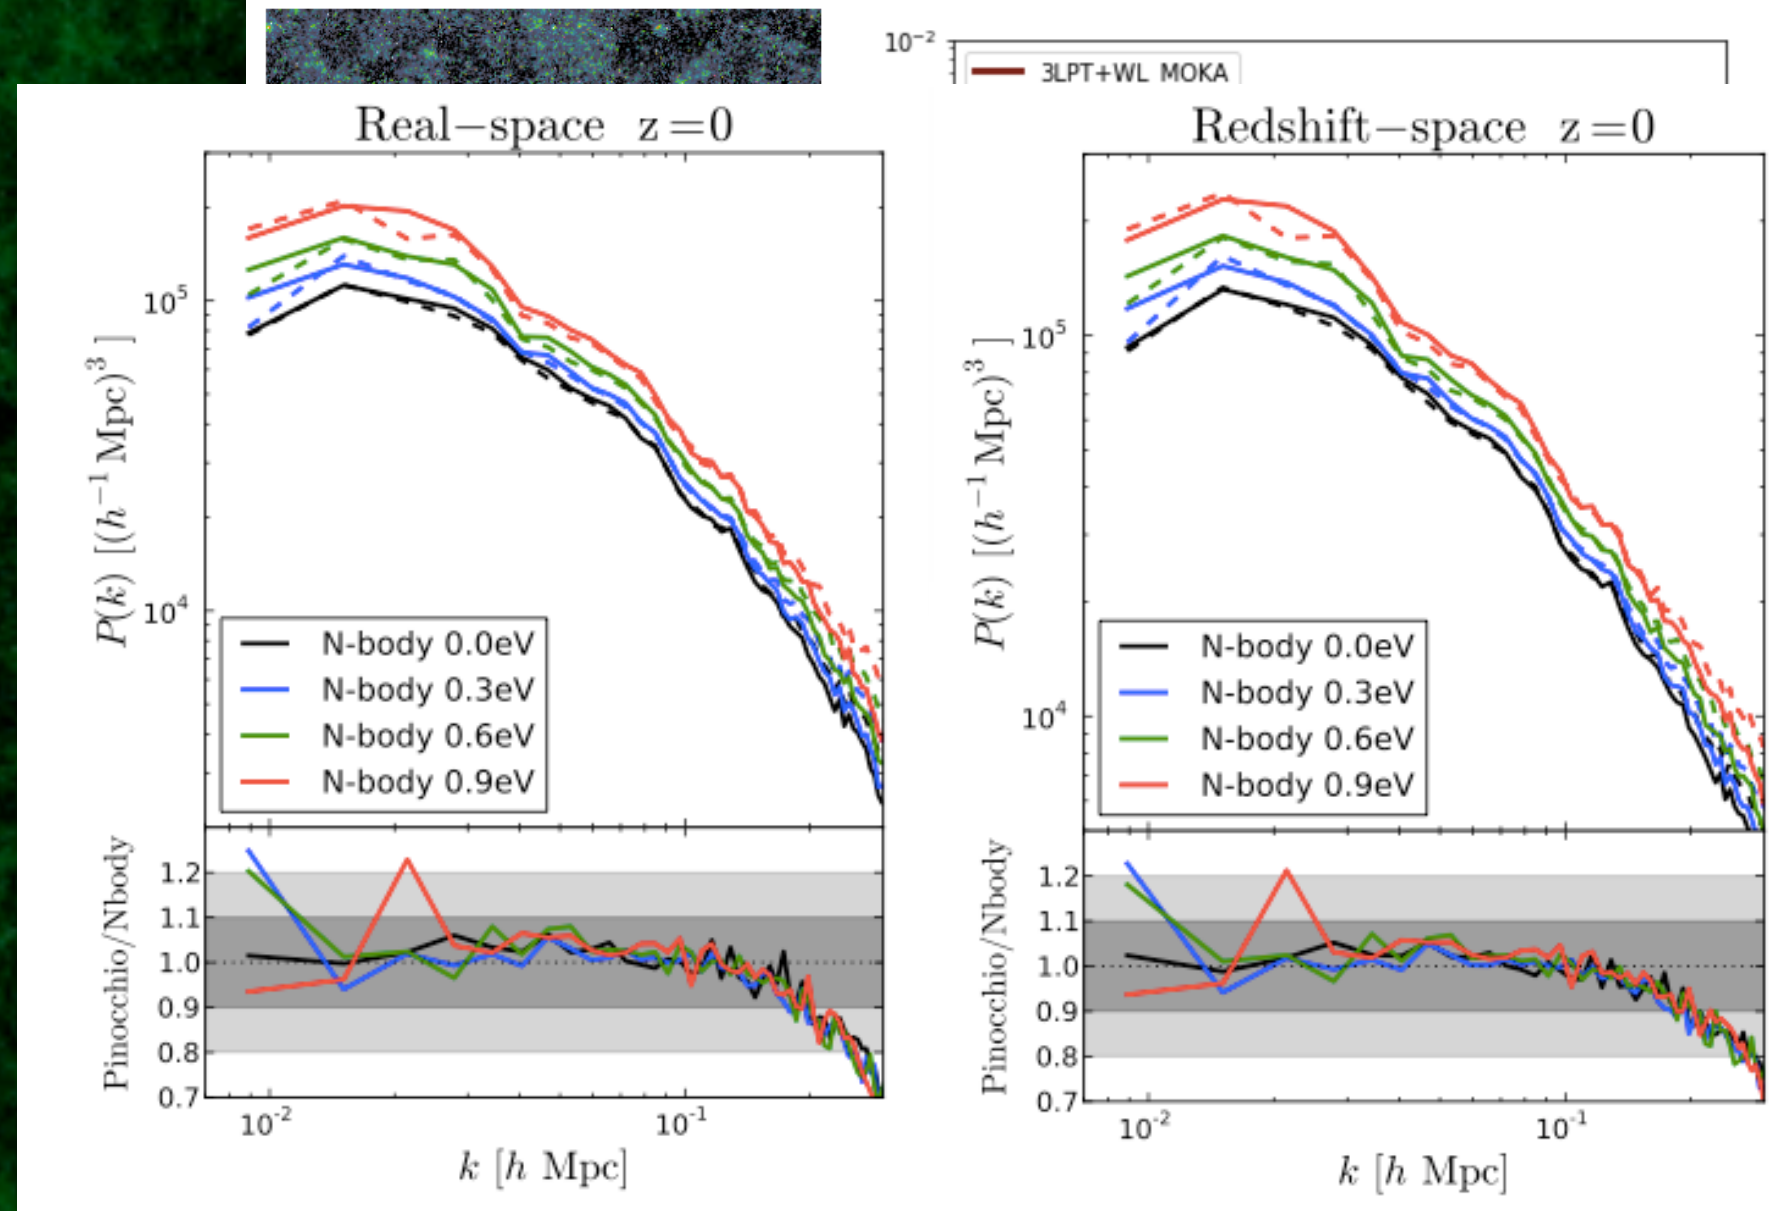 10⁻²
3LPT+WL MOKA
Real−space z=0
Redshift−space z=0
10⁵
10⁴
P(k) [(h⁻¹Mpc)³]
N-body 0.0eV
N-body 0.3eV
N-body 0.6eV
N-body 0.9eV
1.2
1.1
1.0
0.9
0.8
0.7
Pinocchio/Nbody
10⁻²
10⁻¹
k [h Mpc]
10⁵
10⁴
P(k) [(h⁻¹Mpc)³]
N-body 0.0eV
N-body 0.3eV
N-body 0.6eV
N-body 0.9eV
1.2
1.1
1.0
0.9
0.8
0.7
Pinocchio/Nbody
10⁻²
10⁻¹
k [h Mpc]